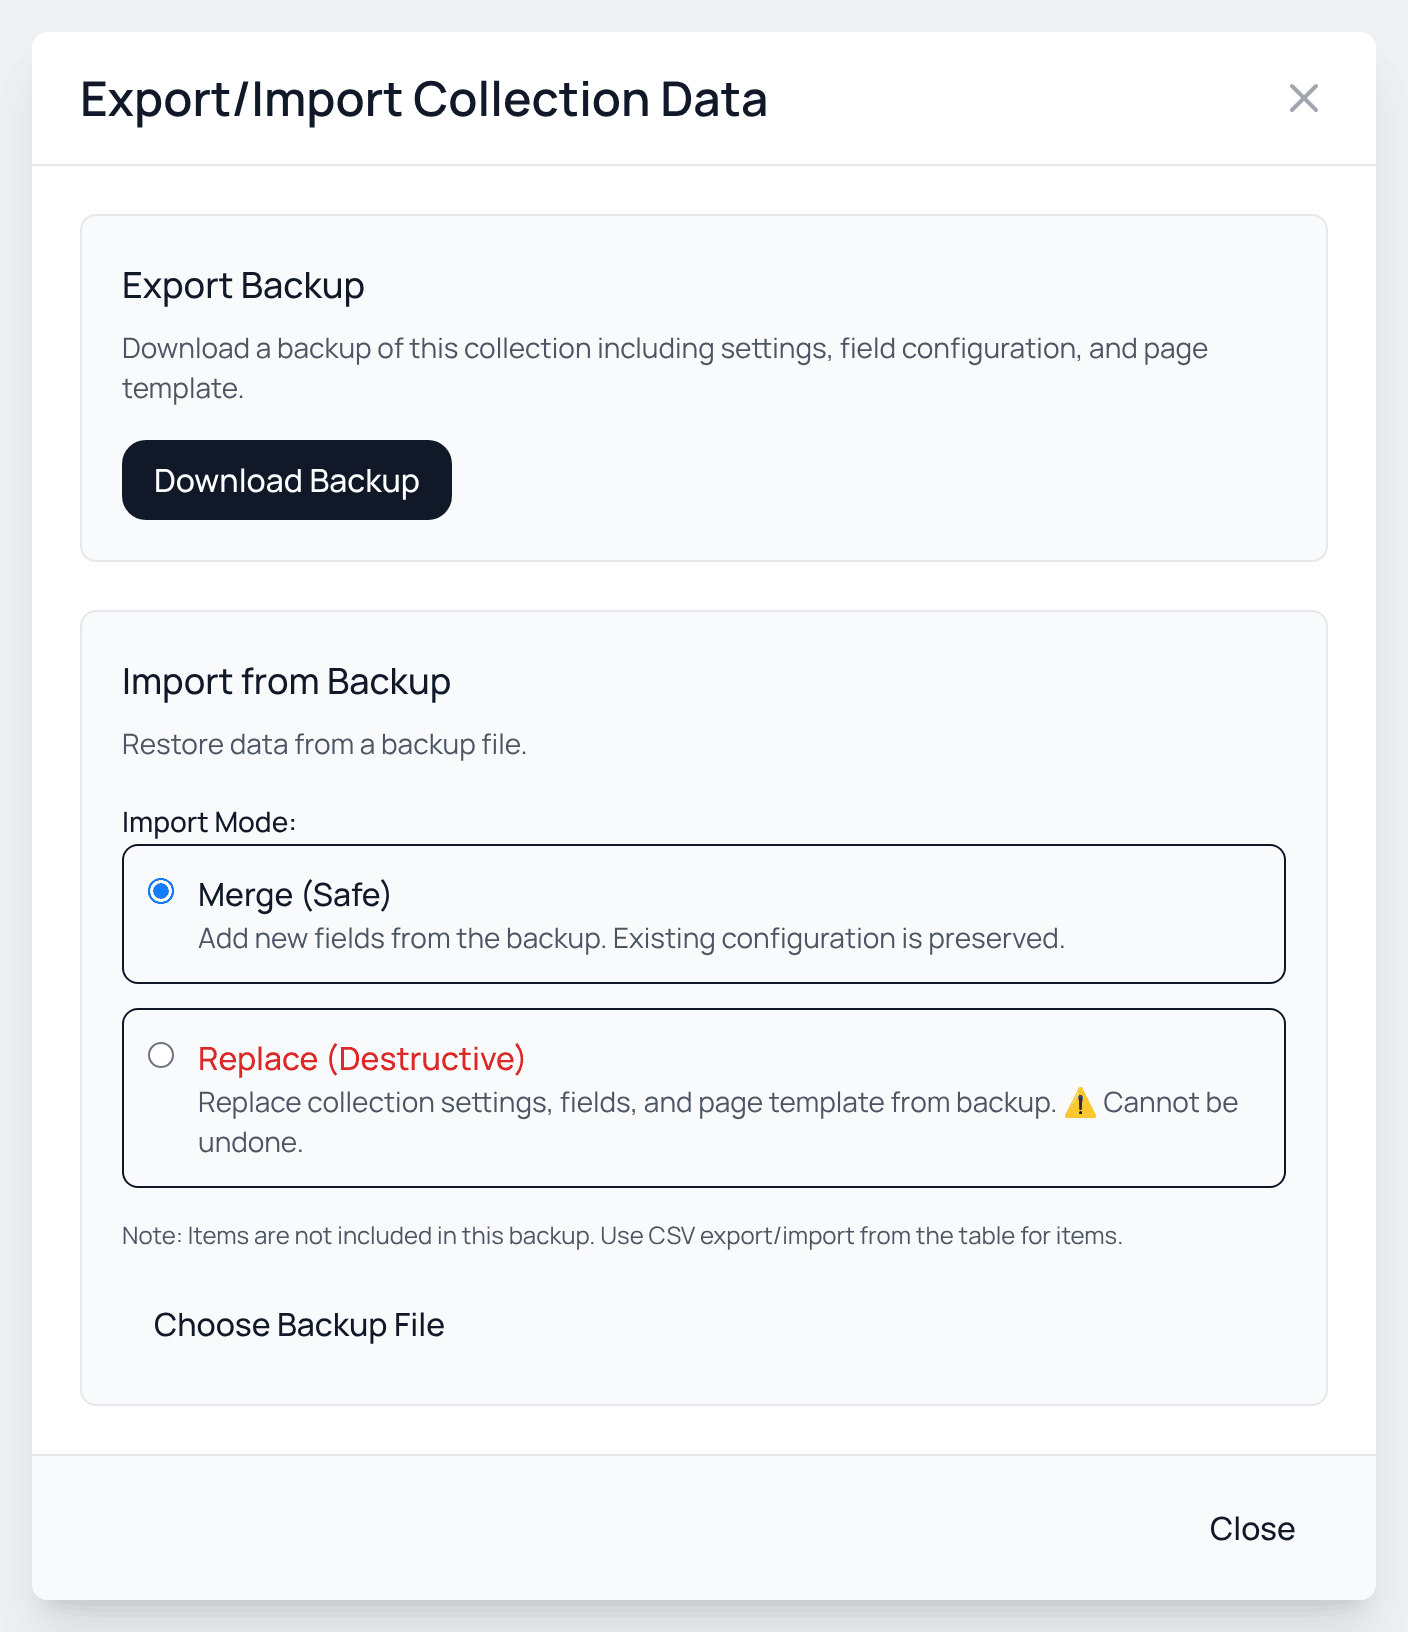 Export/Import Collection Data
Export Backup
Download a backup of this collection including settings, field configuration, and page
template.
Download Backup
Import from Backup
Restore data from a backup file.
Import Mode:
Merge (Safe)
Add new fields from the backup. Existing configuration is preserved.
Replace (Destructive)
Replace collection settings, fields, and page template from backup. ⚠️ Cannot be
undone.
Note: Items are not included in this backup. Use CSV export/import from the table for items.
Choose Backup File
Close